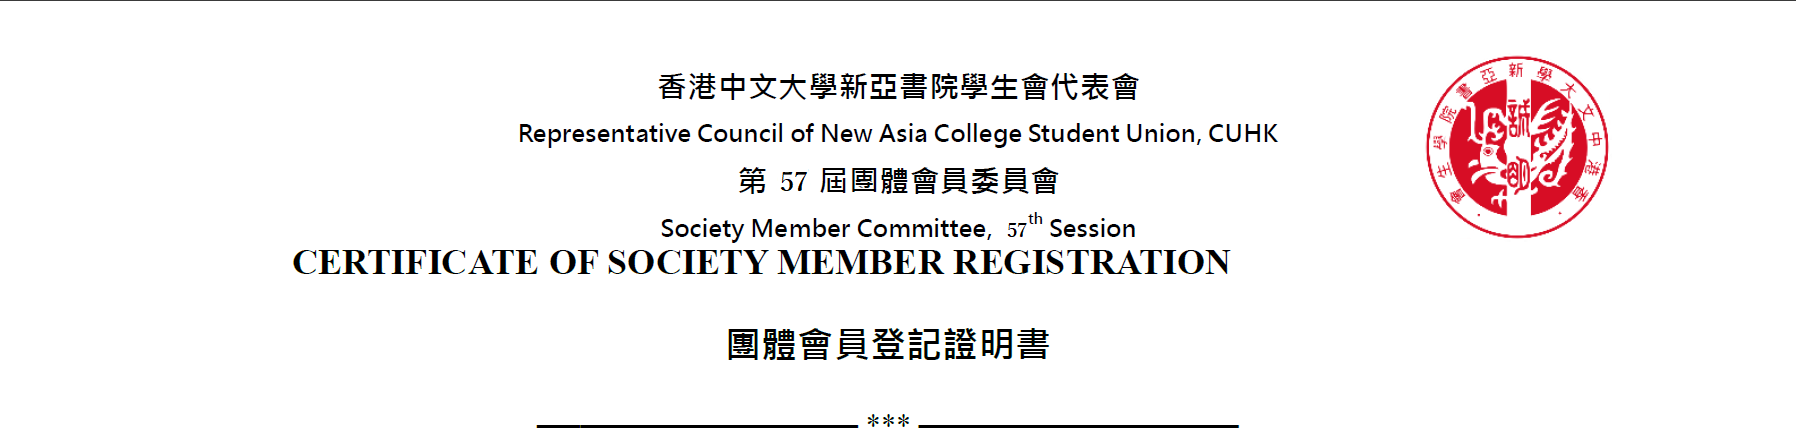 香港中文大學新亞書院學生會代表會
Representative Council of New Asia College Student Union, CUHK
第 57 屆團體會員委員會
Society Member Committee, 57th Session
CERTIFICATE OF SOCIETY MEMBER REGISTRATION
團體會員登記證明書
***
香港中文大學新亞書院學生會
誠明